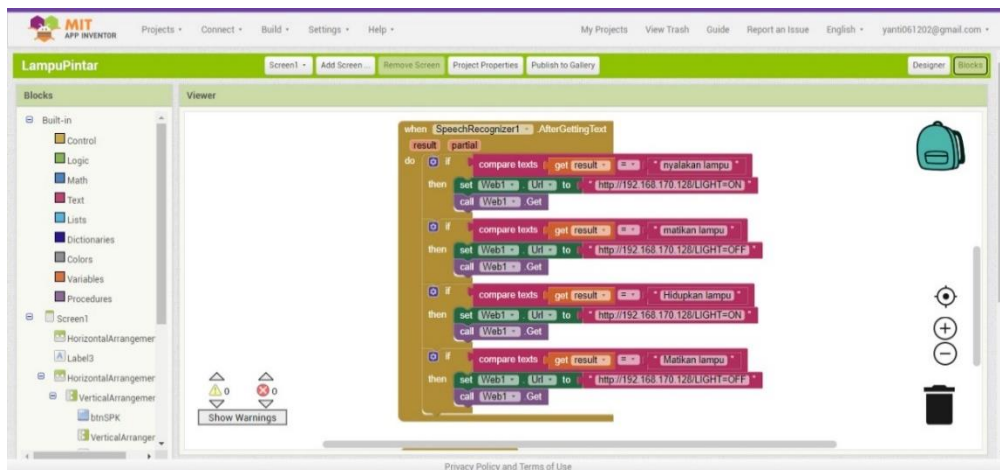 MIT
APP INVENTOR
Projects
Connect
Build
Settings
Help
My Projects
View Trash
Guide
Report an Issue
English
yanti061202@gmail.com
LampuPintar
Screen1
Add Screen ...
Remove Screen
Project Properties
Publish to Gallery
Designer
Blocks
Blocks
Viewer
Built-in
Control
Logic
Math
Text
Lists
Dictionaries
Colors
Variables
Procedures
Screen1
HorizontalArrangemer
Label3
HorizontalArrangemer
VerticalArrangemer
btnSPK
VerticalArranger
when SpeechRecognizer1 .AfterGettingText
result partial
do if compare texts get result = " nyalakan lampu "
then set Web1 . Url to " http://192.168.170.128/LIGHT=ON "
call Web1 .Get
if compare texts get result = " matikan lampu "
then set Web1 . Url to " http://192.168.170.128/LIGHT=OFF "
call Web1 .Get
if compare texts get result = " Hidupkan lampu "
then set Web1 . Url to " http://192.168.170.128/LIGHT=ON "
call Web1 .Get
if compare texts get result = " Matikan lampu "
then set Web1 . Url to " http://192.168.170.128/LIGHT=OFF "
call Web1 .Get
0 0
Show Warnings
Privacy Policy and Terms of Use